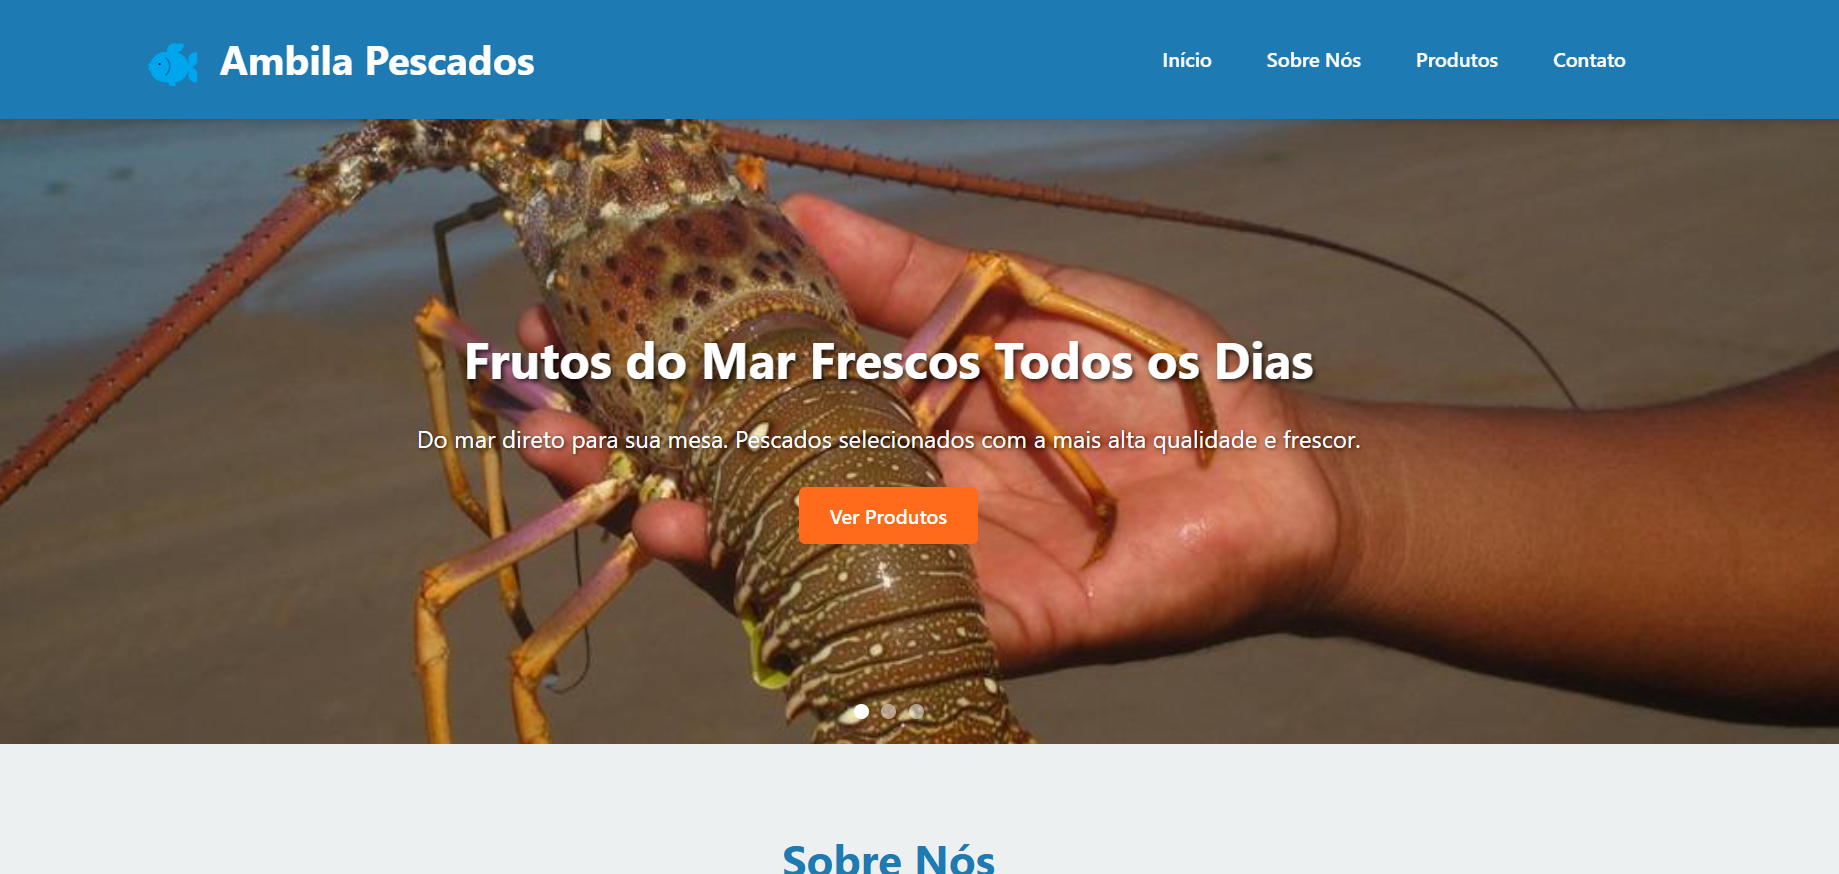 Ambila Pescados
Início
Sobre Nós
Produtos
Contato
Frutos do Mar Frescos Todos os Dias
Do mar direto para sua mesa. Pescados selecionados com a mais alta qualidade e frescor.
Ver Produtos
Sobre Nós